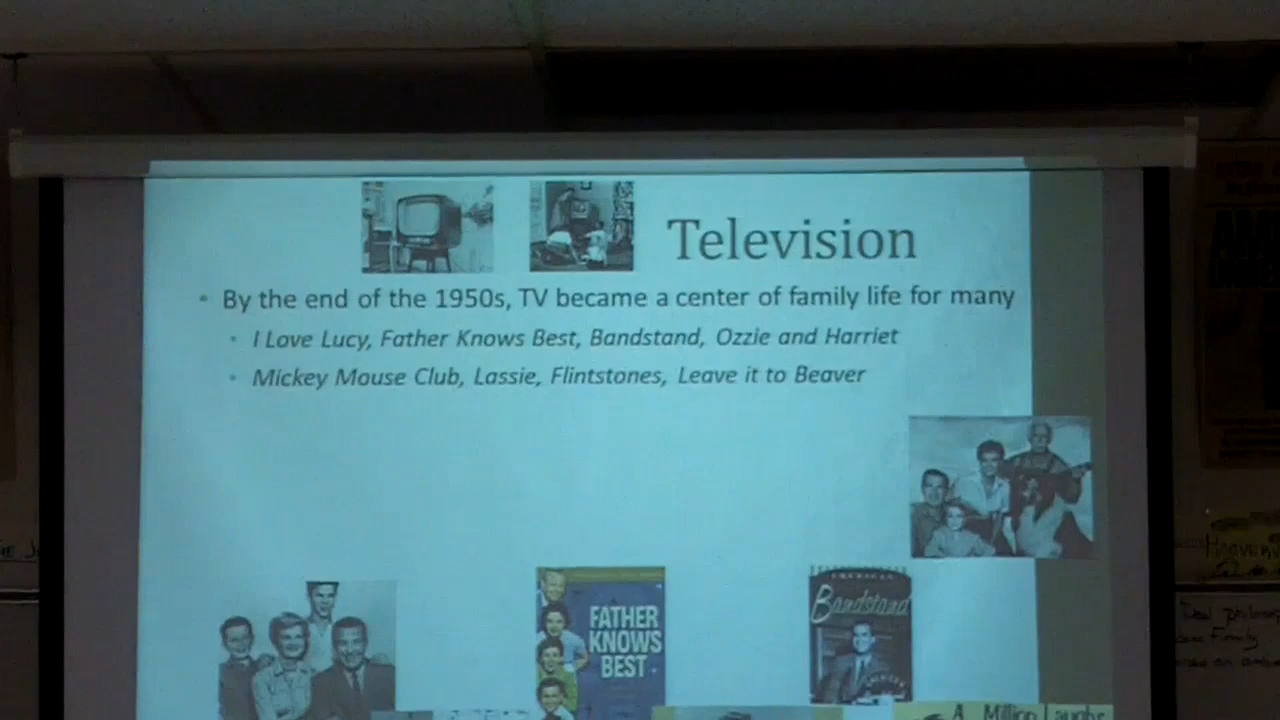 Television
• By the end of the 1950s, TV became a center of family life for many
• I Love Lucy, Father Knows Best, Bandstand, Ozzie and Harriet
• Mickey Mouse Club, Lassie, Flintstones, Leave it to Beaver
FATHER
KNOWS
BEST
AMERICAN
Bandstand
A Million Laughs